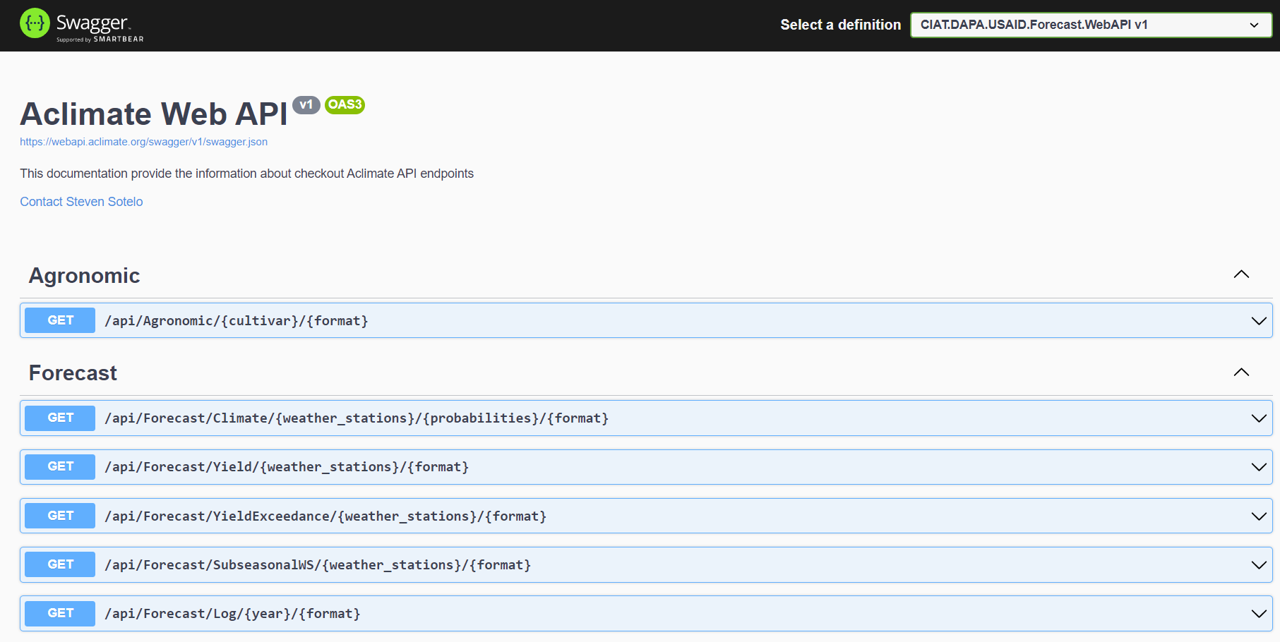 Swagger
Supported by SMARTBEAR
Select a definition
CIAT.DAPA.USAID.Forecast.WebAPI v1
Aclimate Web API v1 OAS3
https://webapi.aclimate.org/swagger/v1/swagger.json
This documentation provide the information about checkout Aclimate API endpoints
Contact Steven Sotelo
Agronomic
GET /api/Agronomic/{cultivar}/{format}
Forecast
GET /api/Forecast/Climate/{weather_stations}/{probabilities}/{format}
GET /api/Forecast/Yield/{weather_stations}/{format}
GET /api/Forecast/YieldExceedance/{weather_stations}/{format}
GET /api/Forecast/SubseasonalWS/{weather_stations}/{format}
GET /api/Forecast/Log/{year}/{format}